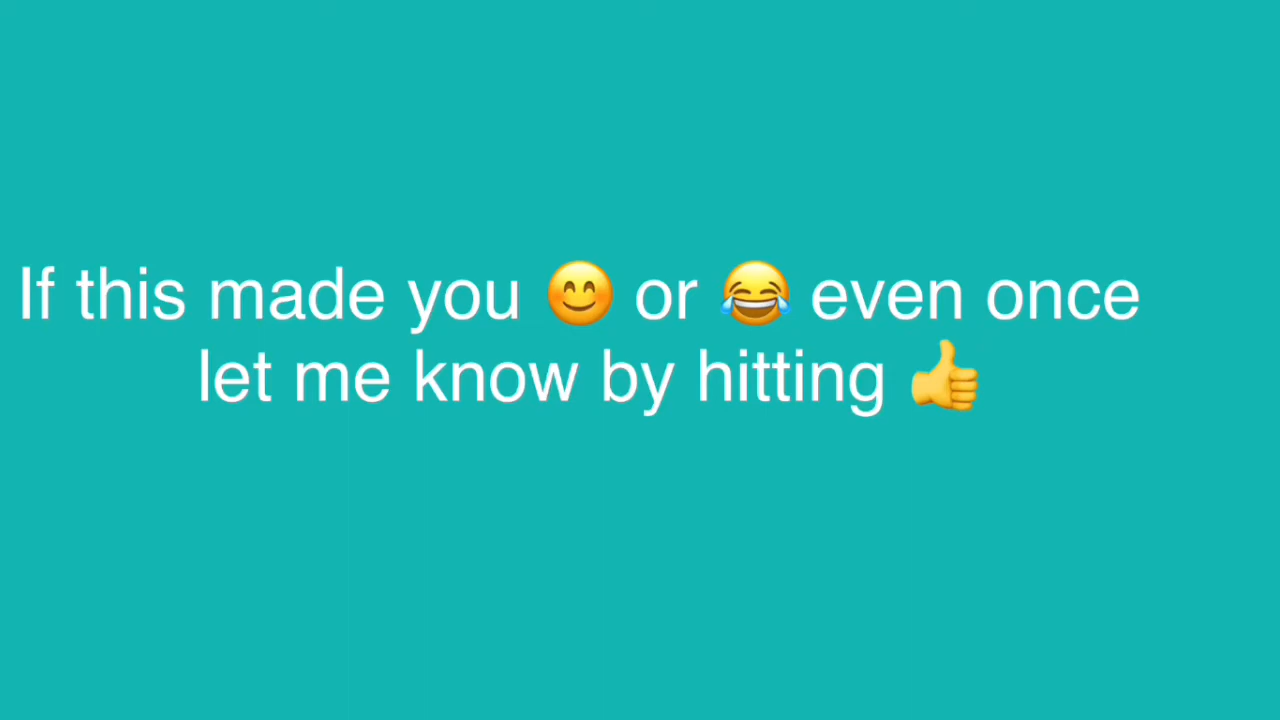 If this made you 😊 or 😂 even once
let me know by hitting 👍